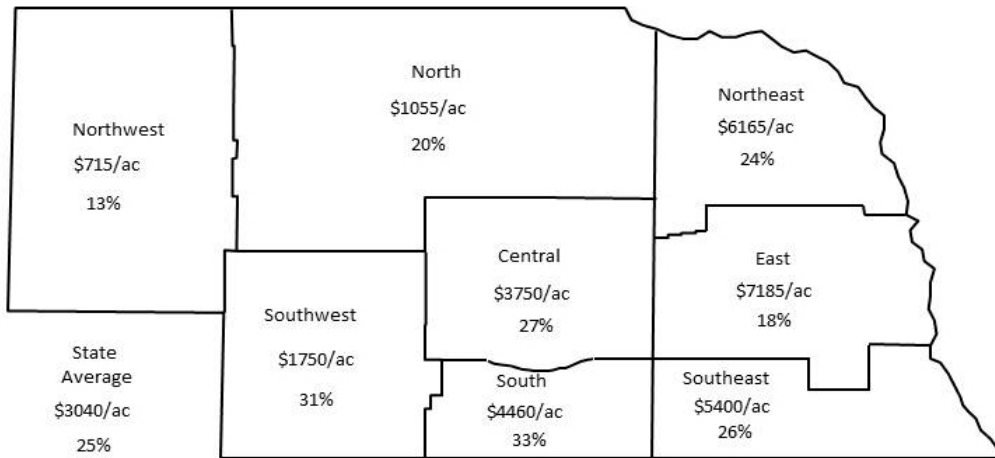 North
$1055/ac
20%
Northeast
$6165/ac
24%
Northwest
$715/ac
13%
Central
$3750/ac
27%
East
$7185/ac
18%
Southwest
$1750/ac
31%
State
Average
$3040/ac
25%
South
$4460/ac
33%
Southeast
$5400/ac
26%